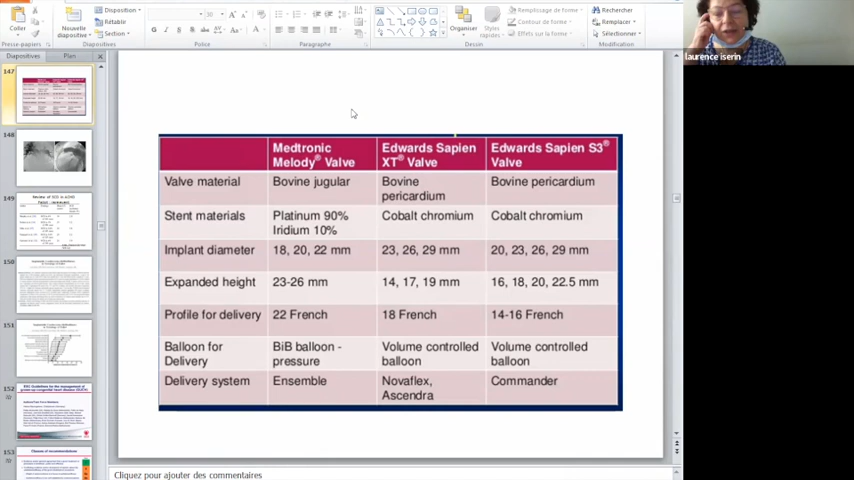 Coller
Presse-papiers
Nouvelle
diapositive
Disposition
Rétablir
Section
Diapositives
Police
Paragraphe
Organiser
Styles
rapides
Dessin
Remplissage de forme
Contour de forme
Effets sur la forme
Rechercher
Remplacer
Sélectionner
Modification
laurence iserin
Diapositives
Plan
147
148
149
150
151
152
153
Medtronic Melody® Valve
Edwards Sapien XT® Valve
Edwards Sapien S3® Valve
Valve material
Bovine jugular
Bovine pericardium
Bovine pericardium
Stent materials
Platinum 90%
Iridium 10%
Cobalt chromium
Cobalt chromium
Implant diameter
18, 20, 22 mm
23, 26, 29 mm
20, 23, 26, 29 mm
Expanded height
23-26 mm
14, 17, 19 mm
16, 18, 20, 22.5 mm
Profile for delivery
22 French
18 French
14-16 French
Balloon for
Delivery
BiB balloon -
pressure
Volume controlled
balloon
Volume controlled
balloon
Delivery system
Ensemble
Novaflex,
Ascendra
Commander
Cliquez pour ajouter des commentaires